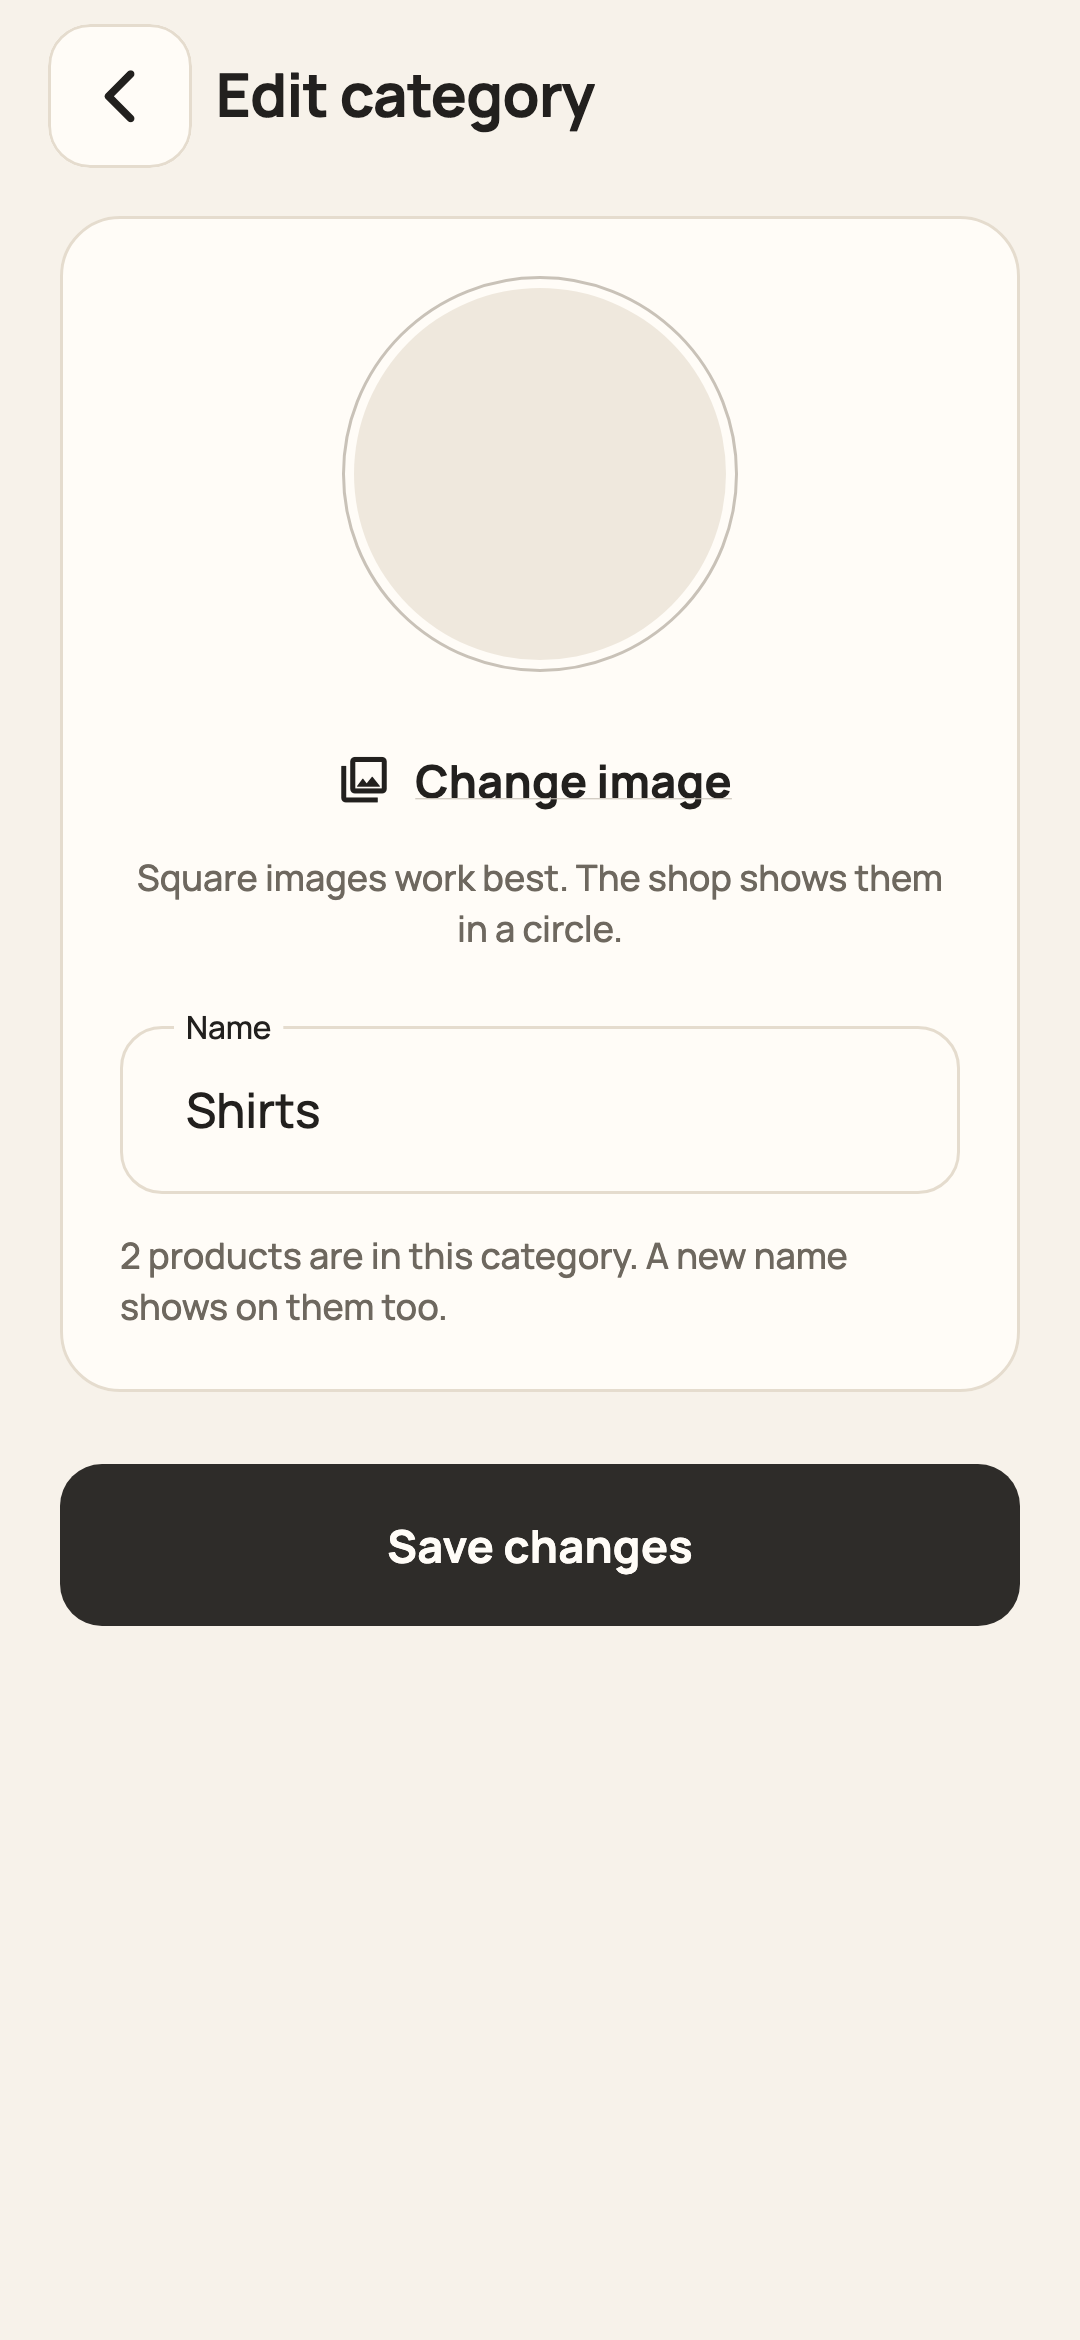 Edit category
Change image
Square images work best. The shop shows them
in a circle.
Name
Shirts
2 products are in this category. A new name
shows on them too.
Save changes